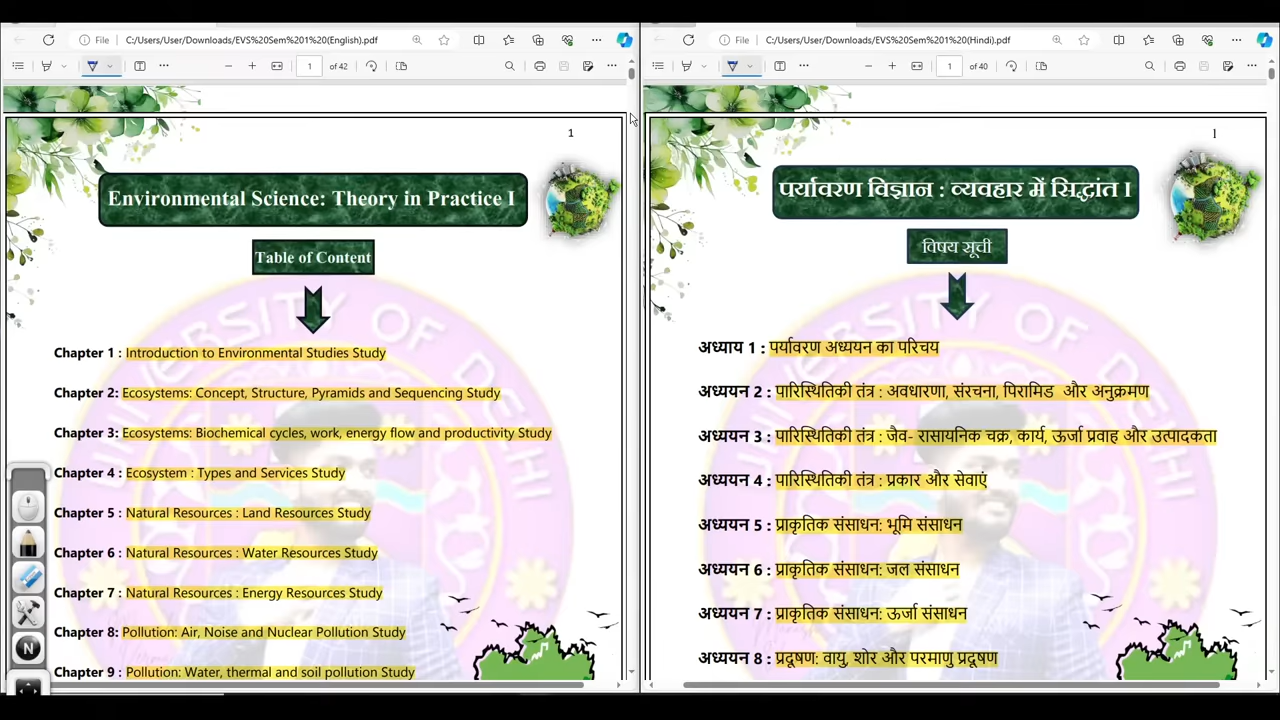 File C:/Users/User/Downloads/EVS%20Sem%201%20(English).pdf
1 of 42
1
Environmental Science: Theory in Practice I
Table of Content
Chapter 1 : Introduction to Environmental Studies Study
Chapter 2: Ecosystems: Concept, Structure, Pyramids and Sequencing Study
Chapter 3: Ecosystems: Biochemical cycles, work, energy flow and productivity Study
Chapter 4 : Ecosystem : Types and Services Study
Chapter 5 : Natural Resources : Land Resources Study
Chapter 6 : Natural Resources : Water Resources Study
Chapter 7 : Natural Resources : Energy Resources Study
Chapter 8: Pollution: Air, Noise and Nuclear Pollution Study
Chapter 9 : Pollution: Water, thermal and soil pollution Study
N
File C:/Users/User/Downloads/EVS%20Sem%201%20(Hindi).pdf
1 of 40
1
पर्यावरण विज्ञान : व्यवहार में सिद्धांत I
विषय सूची
अध्याय 1 : पर्यावरण अध्ययन का परिचय
अध्ययन 2 : पारिस्थितिकी तंत्र : अवधारणा, संरचना, पिरामिड और अनुक्रमण
अध्ययन 3 : पारिस्थितिकी तंत्र : जैव- रासायनिक चक्र, कार्य, ऊर्जा प्रवाह और उत्पादकता
अध्ययन 4 : पारिस्थितिकी तंत्र : प्रकार और सेवाएं
अध्ययन 5 : प्राकृतिक संसाधन: भूमि संसाधन
अध्ययन 6 : प्राकृतिक संसाधन: जल संसाधन
अध्ययन 7 : प्राकृतिक संसाधन: ऊर्जा संसाधन
अध्ययन 8 : प्रदूषण: वायु, शोर और परमाणु प्रदूषण